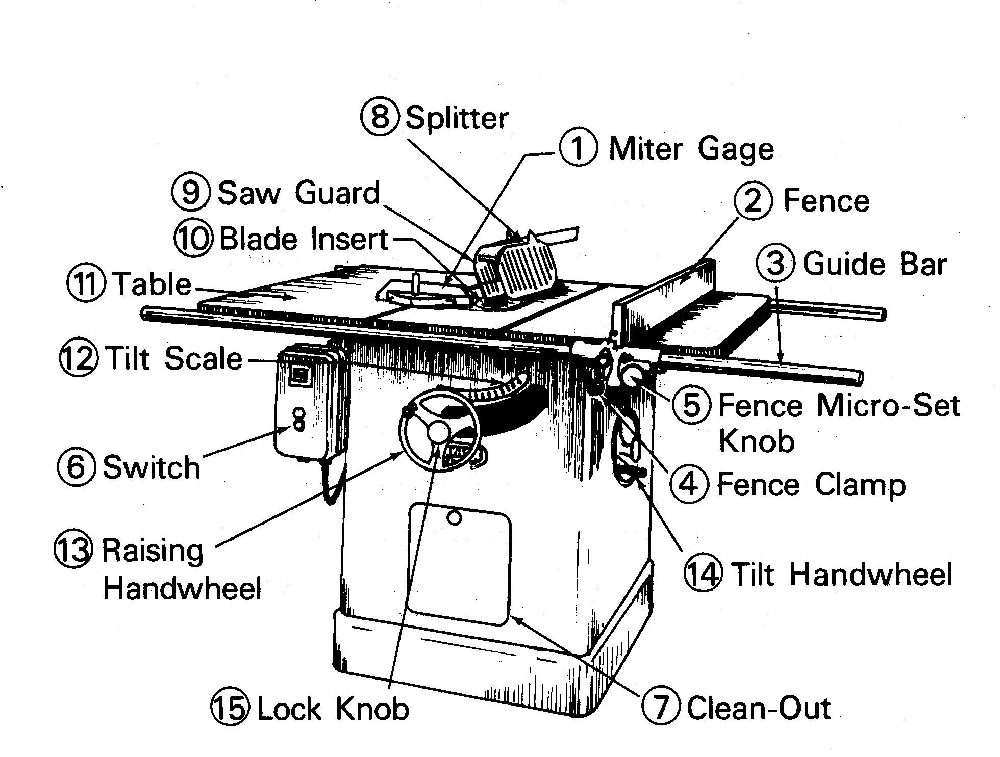 8 Splitter
1 Miter Gage
9 Saw Guard
2 Fence
10 Blade Insert
3 Guide Bar
11 Table
12 Tilt Scale
5 Fence Micro-Set
Knob
6 Switch
4 Fence Clamp
13 Raising
Handwheel
14 Tilt Handwheel
15 Lock Knob
7 Clean-Out